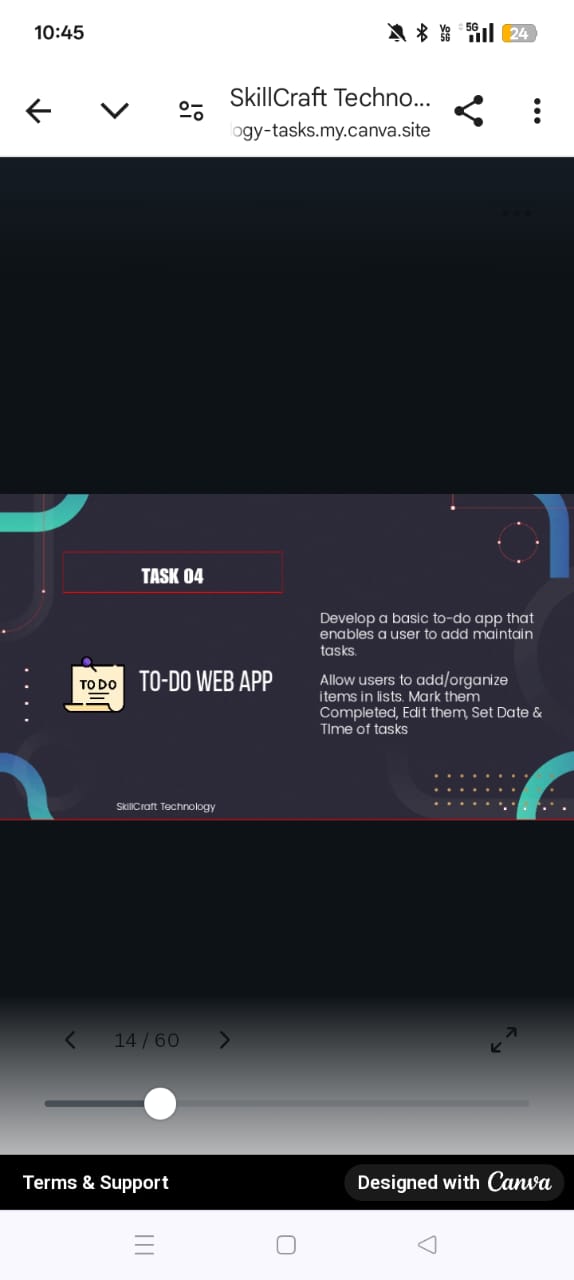 10:45
Vo 5G
5G
24
SkillCraft Techno...
ogy-tasks.my.canva.site
TASK 04
Develop a basic to-do app that
enables a user to add maintain
tasks.
TO DO
TO-DO WEB APP
Allow users to add/organize
items in lists. Mark them
Completed, Edit them, Set Date &
TIme of tasks
SkillCraft Technology
14 / 60
Terms & Support
Designed with Canva